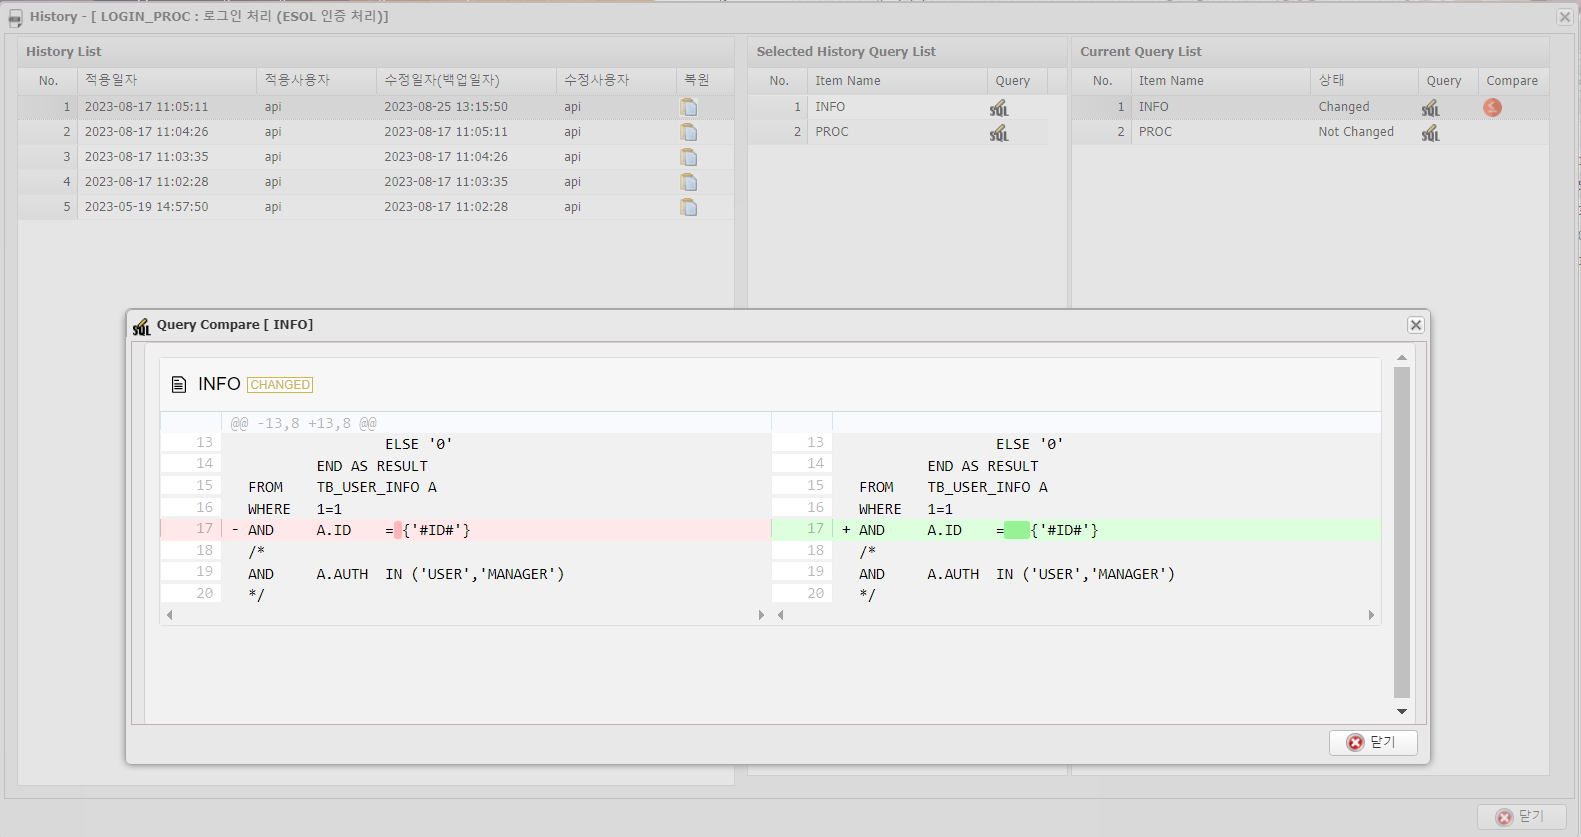 History - [ LOGIN_PROC : 로그인 처리 (ESOL 인증 처리)]
History List
No. 적용일자 적용사용자 수정일자(백업일자) 수정사용자 복원
1 2023-08-17 11:05:11 api 2023-08-25 13:15:50 api
2 2023-08-17 11:04:26 api 2023-08-17 11:05:11 api
3 2023-08-17 11:03:35 api 2023-08-17 11:04:26 api
4 2023-08-17 11:02:28 api 2023-08-17 11:03:35 api
5 2023-05-19 14:57:50 api 2023-08-17 11:02:28 api
Selected History Query List
No. Item Name Query
1 INFO SQL
2 PROC SQL
Current Query List
No. Item Name 상태 Query Compare
1 INFO Changed SQL
2 PROC Not Changed SQL
SQL Query Compare [ INFO]
INFO CHANGED
@@ -13,8 +13,8 @@
13 ELSE '0'
14 END AS RESULT
15 FROM TB_USER_INFO A
16 WHERE 1=1
17 - AND A.ID = {'#ID#'}
18 /*
19 AND A.AUTH IN ('USER','MANAGER')
20 */
13 ELSE '0'
14 END AS RESULT
15 FROM TB_USER_INFO A
16 WHERE 1=1
17 + AND A.ID =   {'#ID#'}
18 /*
19 AND A.AUTH IN ('USER','MANAGER')
20 */
닫기
닫기